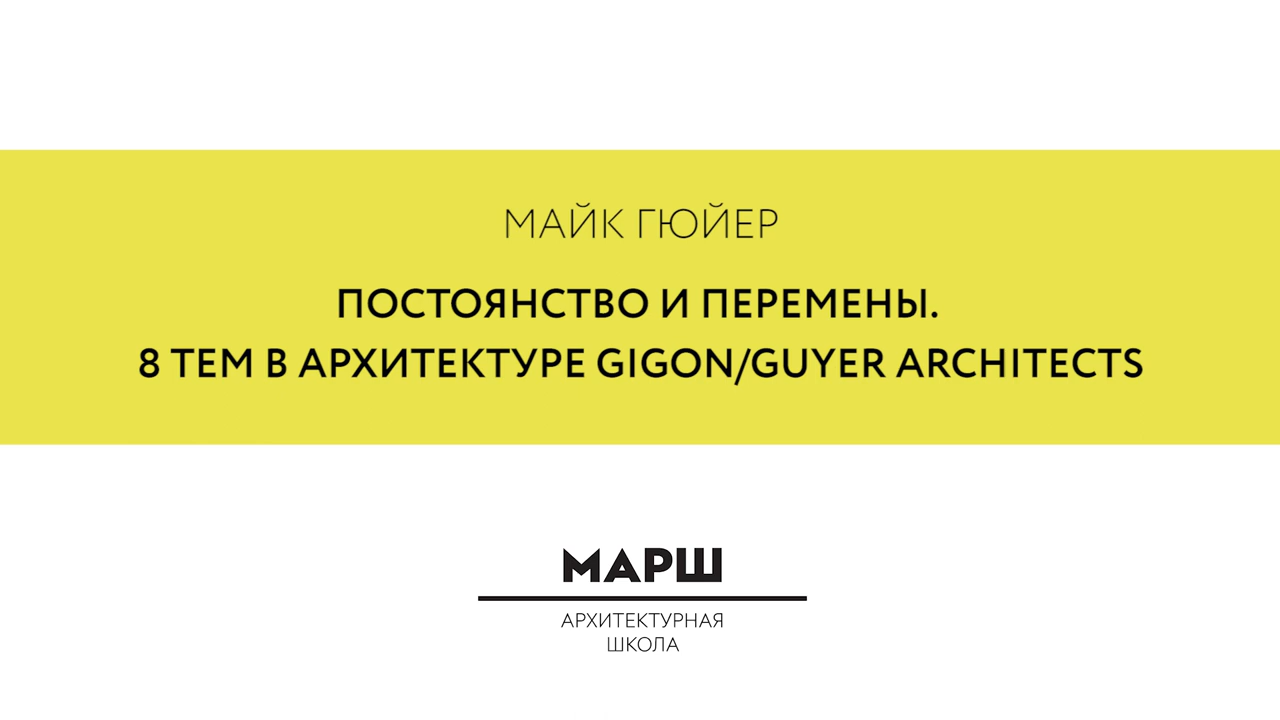 МАЙК ГЮЙЕР
ПОСТОЯНСТВО И ПЕРЕМЕНЫ.
8 ТЕМ В АРХИТЕКТУРЕ GIGON/GUYER ARCHITECTS
МАРШ
АРХИТЕКТУРНАЯ
ШКОЛА